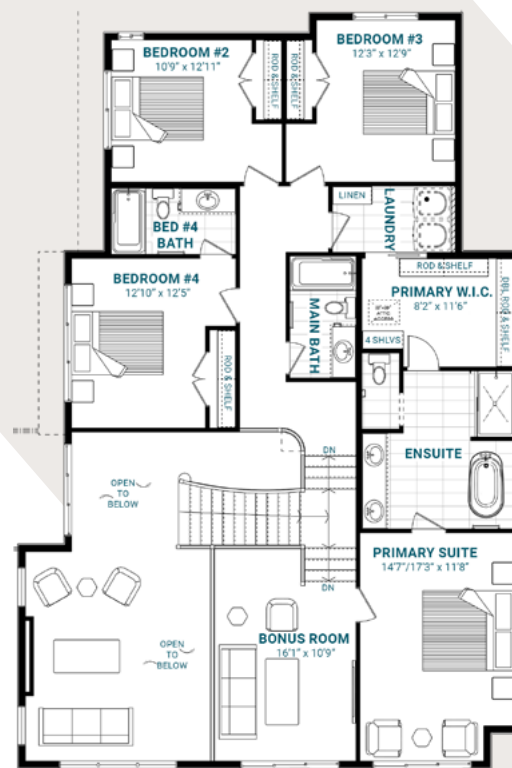 BEDROOM #2
10'9" x 12'11"
ROD & SHELF
ROD & SHELF
BEDROOM #3
12'3" x 12'9"
LINEN
LAUNDRY
BED #4
BATH
BEDROOM #4
12'10" x 12'5"
ROD & SHELF
MAIN BATH
ROD & SHELF
PRIMARY W.I.C.
8'2" x 11'6"
DBL ROD & SHELF
ATTIC
ACCESS
4 SHLVS
ENSUITE
DN
OPEN
TO
BELOW
DN
PRIMARY SUITE
14'7"/17'3" x 11'8"
BONUS ROOM
16'1" x 10'9"
OPEN
TO
BELOW